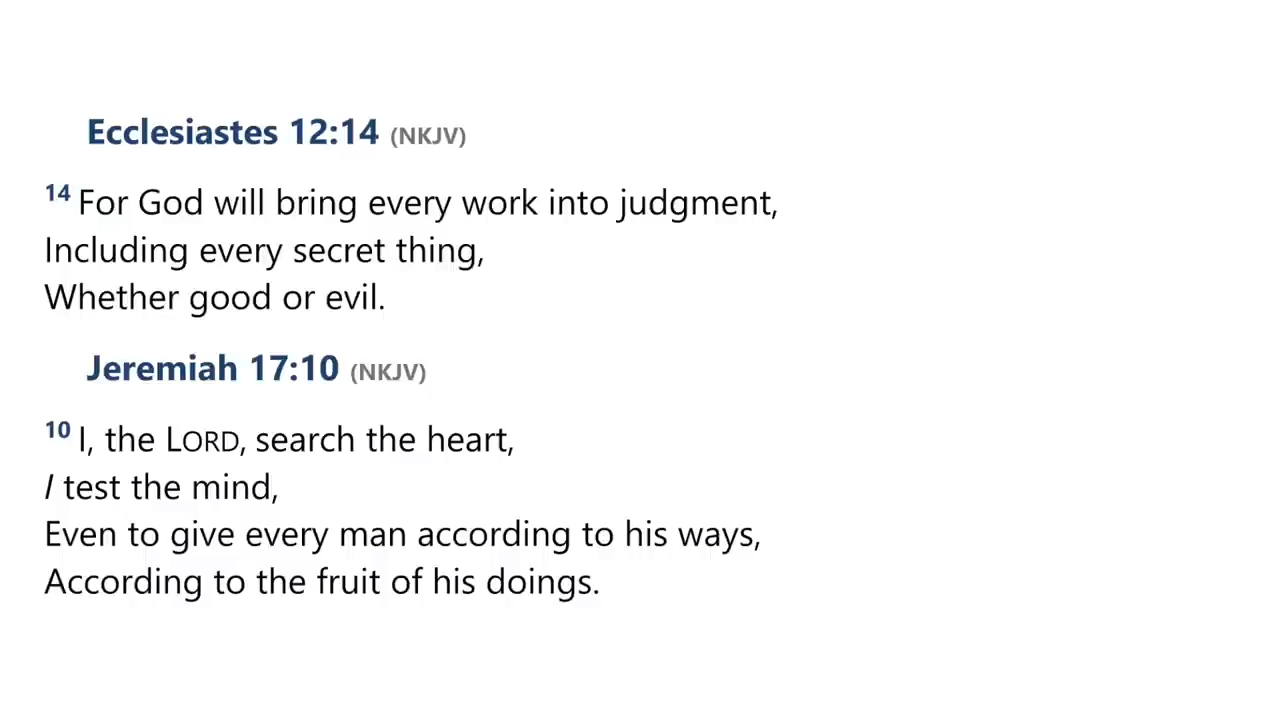 Ecclesiastes 12:14 (NKJV)
14 For God will bring every work into judgment,
Including every secret thing,
Whether good or evil.
Jeremiah 17:10 (NKJV)
10 I, the LORD, search the heart,
I test the mind,
Even to give every man according to his ways,
According to the fruit of his doings.